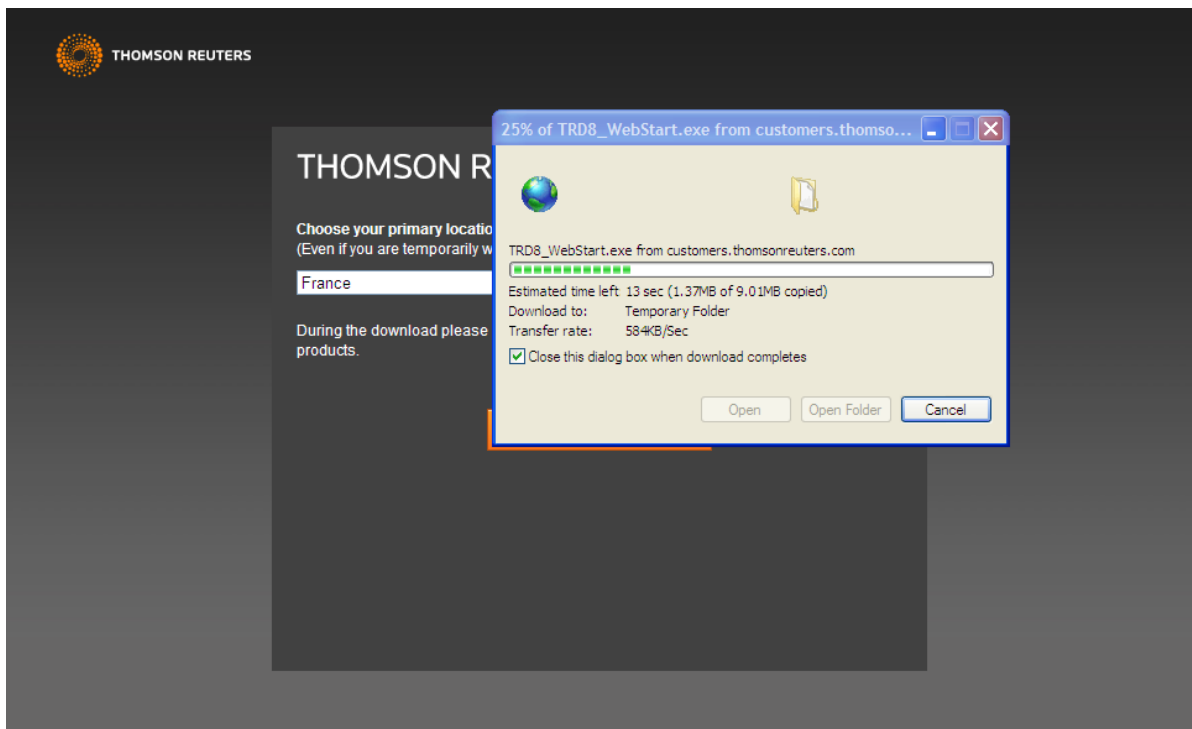 THOMSON REUTERS
THOMSON R
Choose your primary locatio
(Even if you are temporarily w
France
During the download please
products.
25% of TRD8_WebStart.exe from customers.thomso...
TRD8_WebStart.exe from customers.thomsonreuters.com
Estimated time left 13 sec (1.37MB of 9.01MB copied)
Download to: Temporary Folder
Transfer rate: 584KB/Sec
Close this dialog box when download completes
Open Open Folder Cancel